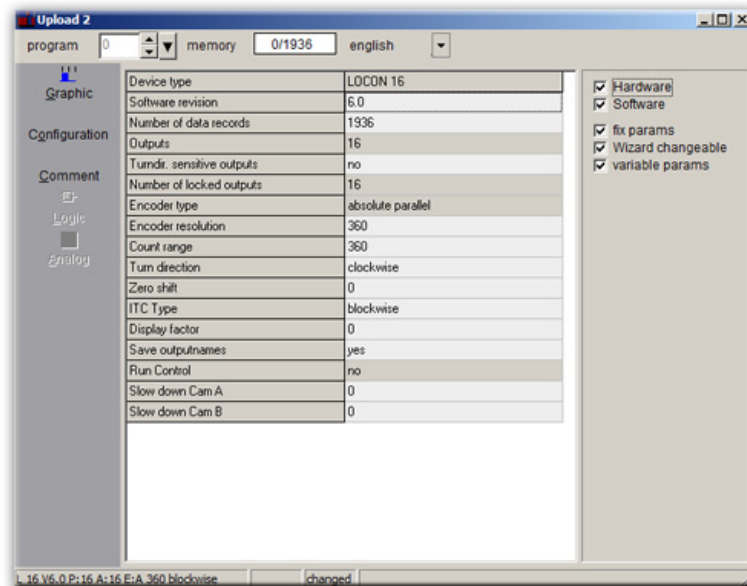 Upload 2
program 0 memory 0/1936 english
Graphic
Configuration
Comment
Logic
Analog
Device type LOCON 16
Software revision 6.0
Number of data records 1936
Outputs 16
Turndir. sensitive outputs no
Number of locked outputs 16
Encoder type absolute parallel
Encoder resolution 360
Count range 360
Turn direction clockwise
Zero shift 0
ITC Type blockwise
Display factor 0
Save outputnames yes
Run Control no
Slow down Cam A 0
Slow down Cam B 0
Hardware
Software
fix params
Wizard changeable
variable params
L 16 V6.0 P:16 A:16 E:A 360 blockwise changed